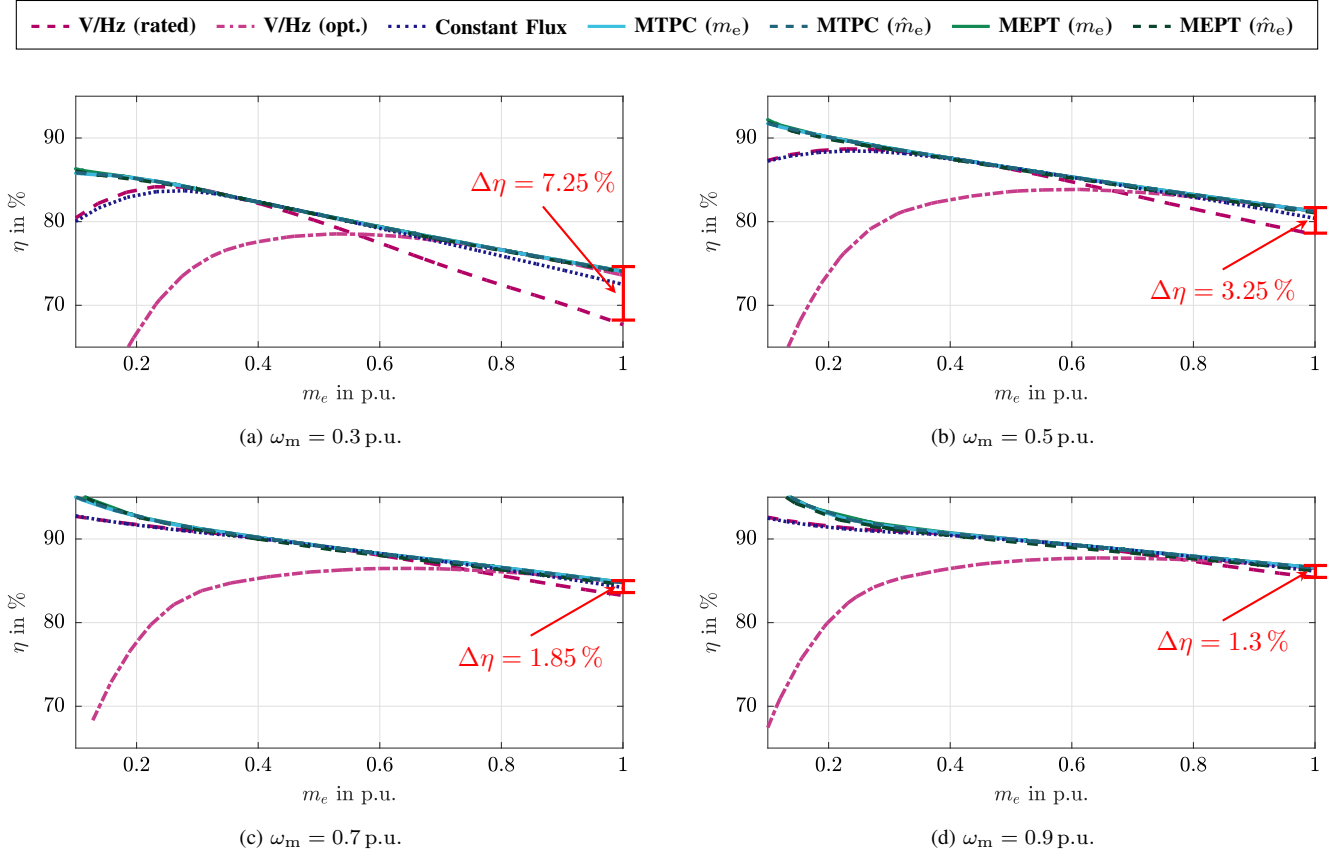 V/Hz (rated) V/Hz (opt.) Constant Flux MTPC (mₑ) MTPC (m̂ₑ) MEPT (mₑ) MEPT (m̂ₑ)
90
80
70
η in %
Δη = 7.25 %
0.2 0.4 0.6 0.8 1
mₑ in p.u.
(a) ωₘ = 0.3 p.u.
90
80
70
η in %
Δη = 3.25 %
0.2 0.4 0.6 0.8 1
mₑ in p.u.
(b) ωₘ = 0.5 p.u.
90
80
70
η in %
Δη = 1.85 %
0.2 0.4 0.6 0.8 1
mₑ in p.u.
(c) ωₘ = 0.7 p.u.
90
80
70
η in %
Δη = 1.3 %
0.2 0.4 0.6 0.8 1
mₑ in p.u.
(d) ωₘ = 0.9 p.u.